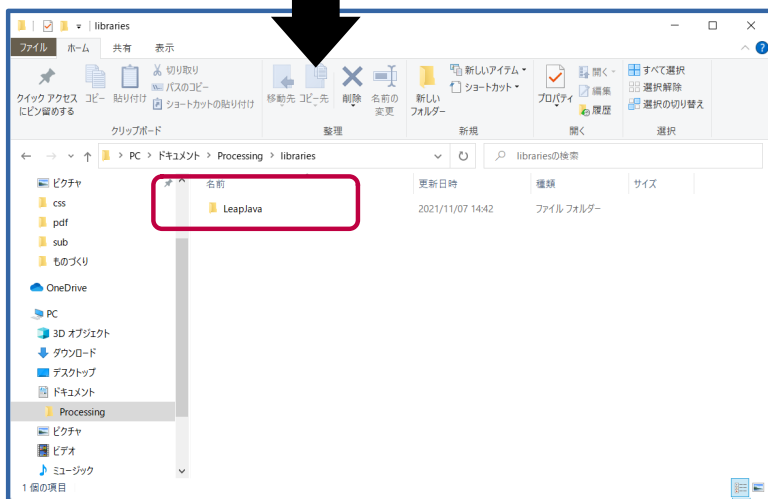 libraries
ファイル ホーム 共有 表示
クイック アクセス
にピン留めする
コピー
貼り付け
切り取り
パスのコピー
ショートカットの貼り付け
移動先
コピー先
削除
名前の
変更
新しい
フォルダー
新しいアイテム
ショートカット
プロパティ
開く
編集
履歴
すべて選択
選択解除
選択の切り替え
クリップボード 整理 新規 開く 選択
PC > ドキュメント > Processing > libraries
librariesの検索
名前 更新日時 種類 サイズ
LeapJava 2021/11/07 14:42 ファイル フォルダー
ピクチャ
css
pdf
sub
ものづくり
OneDrive
PC
3D オブジェクト
ダウンロード
デスクトップ
ドキュメント
Processing
ピクチャ
ビデオ
ミュージック
1 個の項目